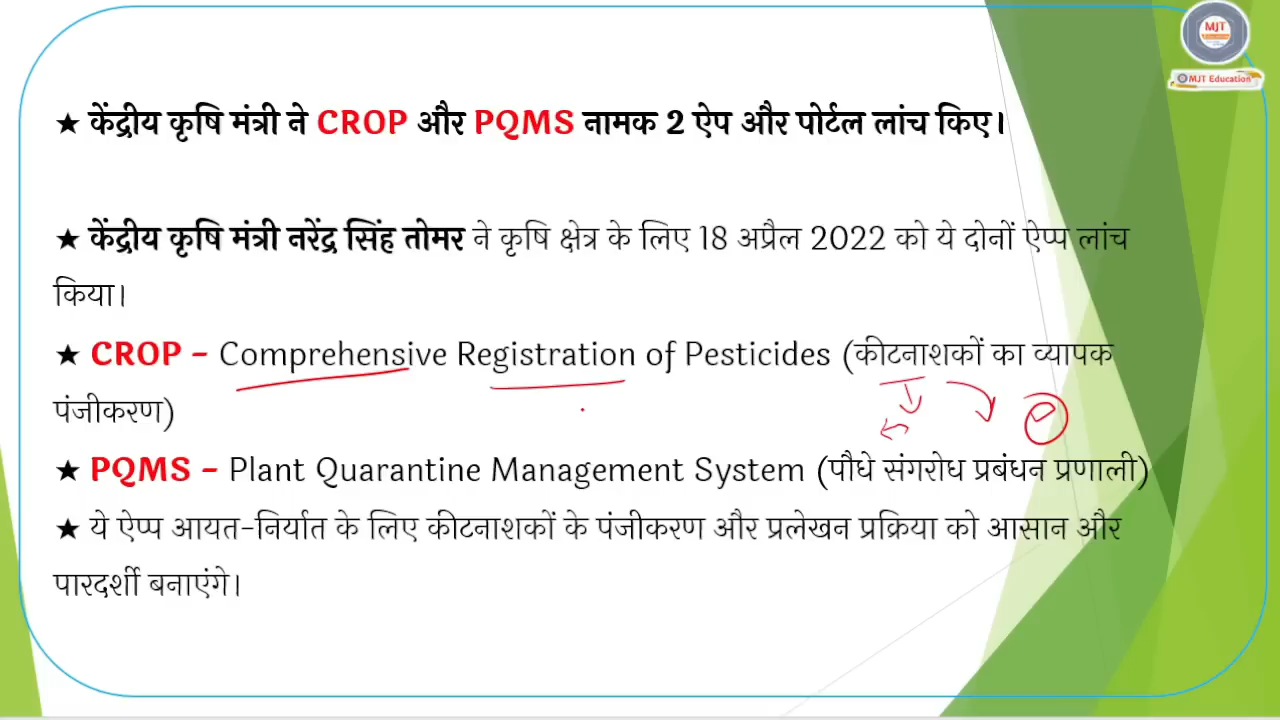 MJT
MJT Education
★ केंद्रीय कृषि मंत्री ने CROP और PQMS नामक 2 ऐप और पोर्टल लांच किए।
★ केंद्रीय कृषि मंत्री नरेंद्र सिंह तोमर ने कृषि क्षेत्र के लिए 18 अप्रैल 2022 को ये दोनों ऐप्प लांच
किया।
★ CROP – Comprehensive Registration of Pesticides (कीटनाशकों का व्यापक
पंजीकरण)
★ PQMS – Plant Quarantine Management System (पौधे संगरोध प्रबंधन प्रणाली)
★ ये ऐप्प आयत-निर्यात के लिए कीटनाशकों के पंजीकरण और प्रलेखन प्रक्रिया को आसान और
पारदर्शी बनाएंगे।